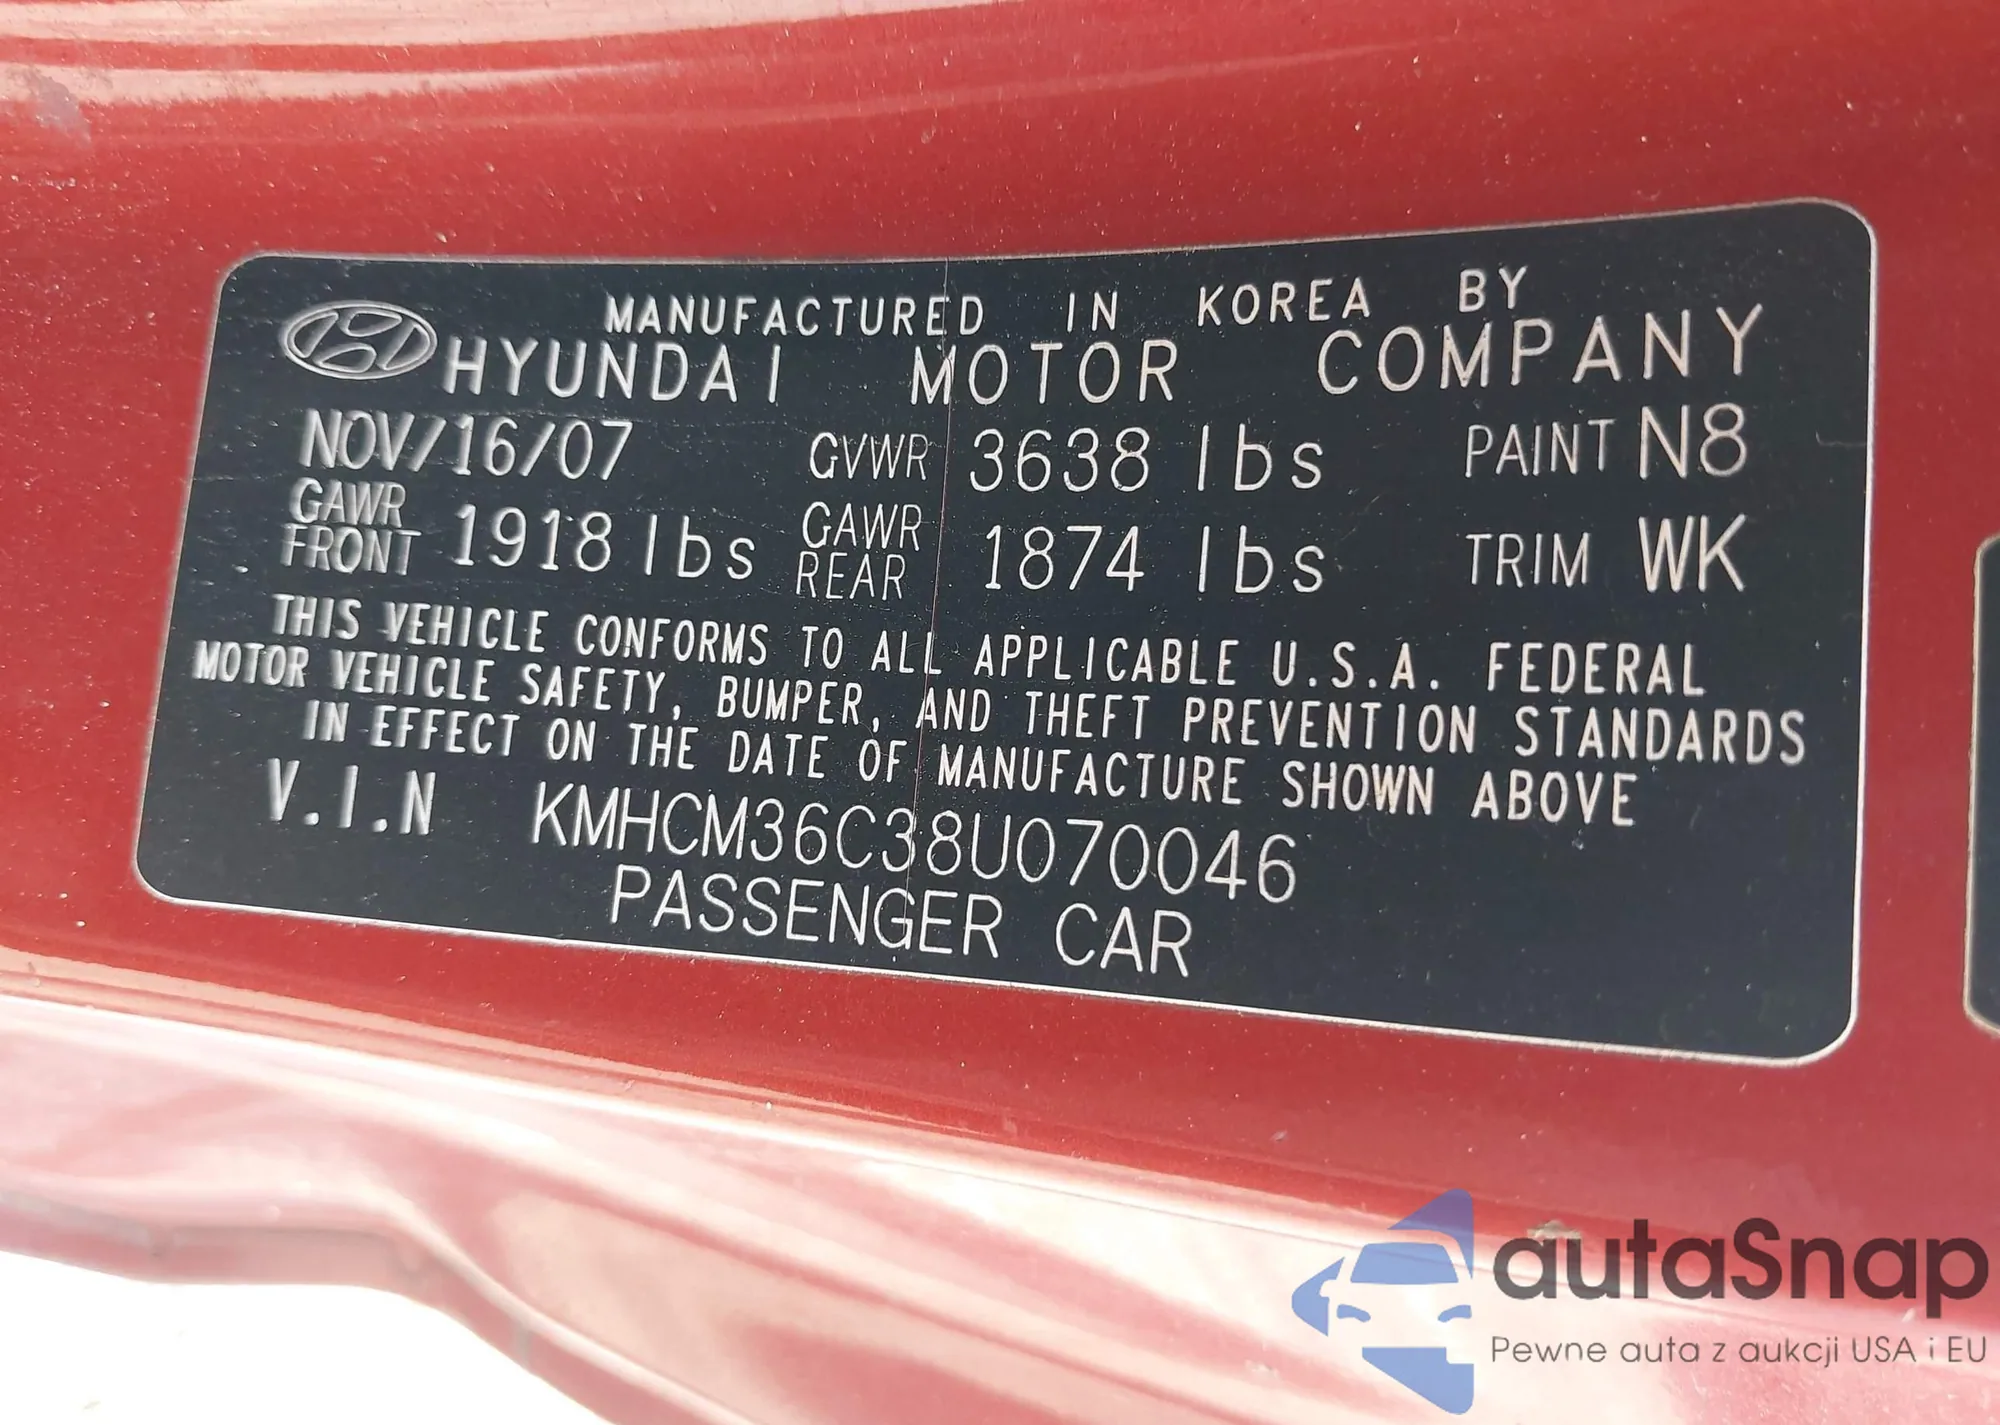 MANUFACTURED IN KOREA BY
HYUNDAI MOTOR COMPANY
NOV/16/07 GVWR 3638 lbs PAINT N8
GAWR FRONT 1918 lbs GAWR REAR 1874 lbs TRIM WK
THIS VEHICLE CONFORMS TO ALL APPLICABLE U.S.A. FEDERAL
MOTOR VEHICLE SAFETY, BUMPER, AND THEFT PREVENTION STANDARDS
IN EFFECT ON THE DATE OF MANUFACTURE SHOWN ABOVE
V.I.N KMHCM36C38U070046
PASSENGER CAR
autaSnap
Pewne auta z aukcji USA i EU